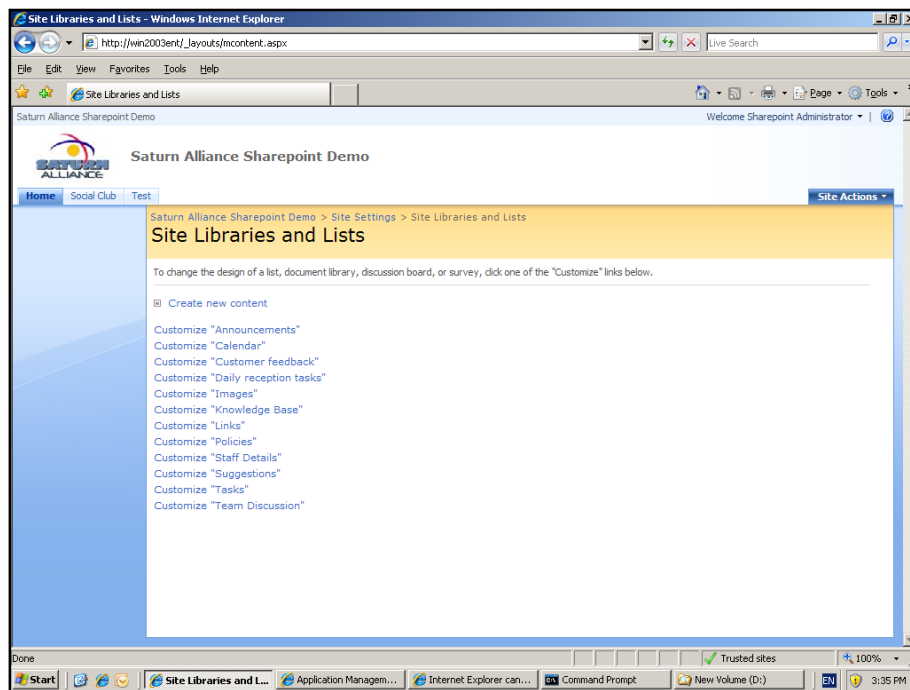 Site Libraries and Lists - Windows Internet Explorer
http://win2003ent/_layouts/mcontent.aspx
Live Search
File Edit View Favorites Tools Help
Site Libraries and Lists
Page Tools
Saturn Alliance Sharepoint Demo
Welcome Sharepoint Administrator
SATURN
ALLIANCE
Saturn Alliance Sharepoint Demo
Home Social Club Test
Site Actions
Saturn Alliance Sharepoint Demo > Site Settings > Site Libraries and Lists
Site Libraries and Lists
To change the design of a list, document library, discussion board, or survey, click one of the "Customize" links below.
Create new content
Customize "Announcements"
Customize "Calendar"
Customize "Customer feedback"
Customize "Daily reception tasks"
Customize "Images"
Customize "Knowledge Base"
Customize "Links"
Customize "Policies"
Customize "Staff Details"
Customize "Suggestions"
Customize "Tasks"
Customize "Team Discussion"
Done
Trusted sites
100%
Start
Site Libraries and L...
Application Managem...
Internet Explorer can...
Command Prompt
New Volume (D:)
EN
3:35 PM